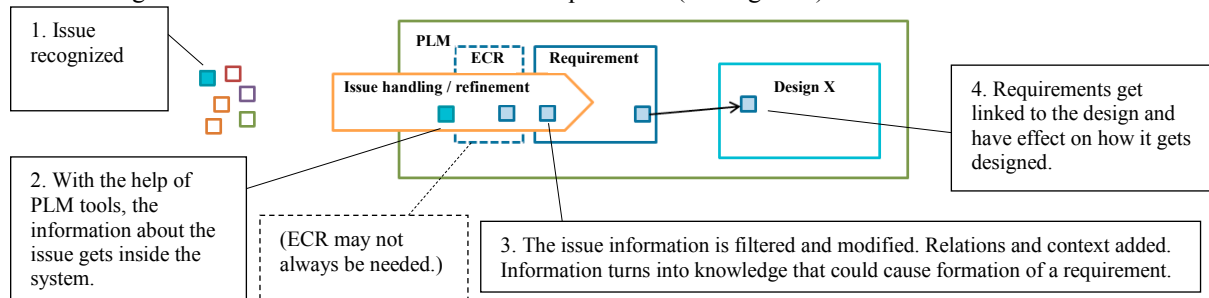 1. Issue
recognized
PLM
ECR
Requirement
Issue handling / refinement
Design X
4. Requirements get
linked to the design and
have effect on how it gets
designed.
2. With the help of
PLM tools, the
information about the
issue gets inside the
system.
(ECR may not
always be needed.)
3. The issue information is filtered and modified. Relations and context added.
Information turns into knowledge that could cause formation of a requirement.